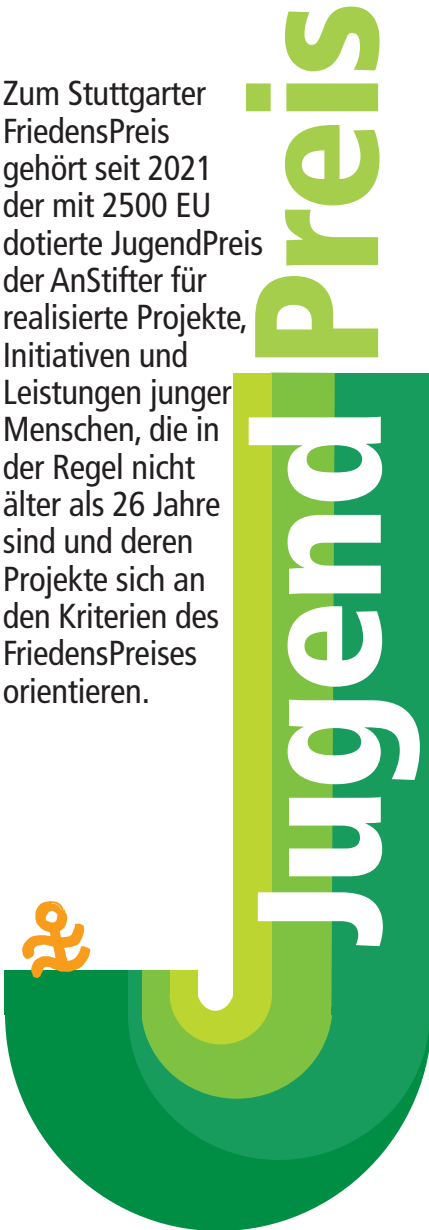 Zum Stuttgarter
FriedensPreis
gehört seit 2021
der mit 2500 EU
dotierte JugendPreis
der AnStifter für
realisierte Projekte,
Initiativen und
Leistungen junger
Menschen, die in
der Regel nicht
älter als 26 Jahre
sind und deren
Projekte sich an
den Kriterien des
FriedensPreises
orientieren.
JugendPreis